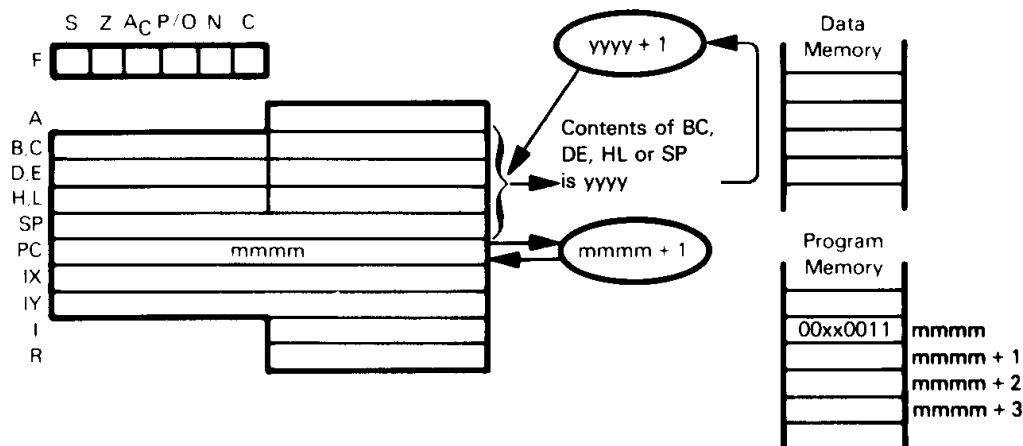 S Z AC P/O N C
F
A
B,C
D,E
H,L
SP
PC mmmm
IX
IY
I
R
yyyy + 1
Contents of BC,
DE, HL or SP
is yyyy
mmmm + 1
Data
Memory
Program
Memory
00xx0011 mmmm
mmmm + 1
mmmm + 2
mmmm + 3